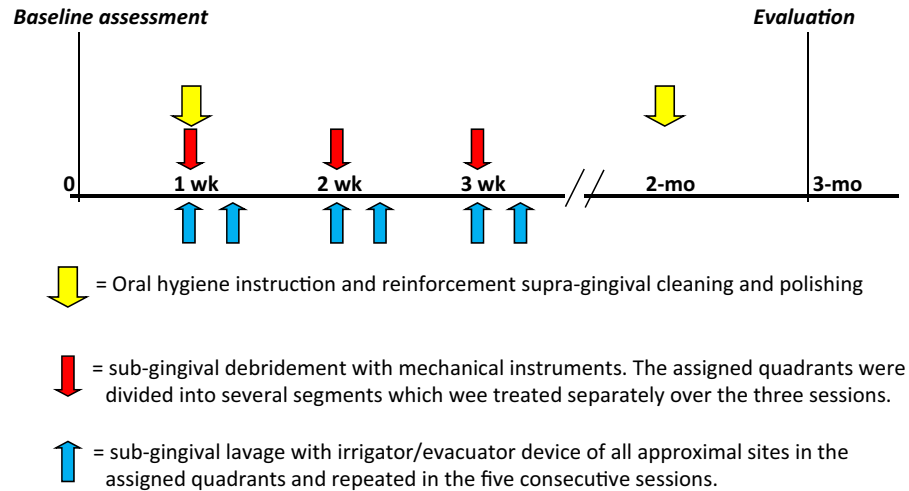 Baseline assessment
Evaluation
0
1 wk
2 wk
3 wk
2-mo
3-mo
= Oral hygiene instruction and reinforcement supra-gingival cleaning and polishing
= sub-gingival debridement with mechanical instruments. The assigned quadrants were
divided into several segments which wee treated separately over the three sessions.
= sub-gingival lavage with irrigator/evacuator device of all approximal sites in the
assigned quadrants and repeated in the five consecutive sessions.